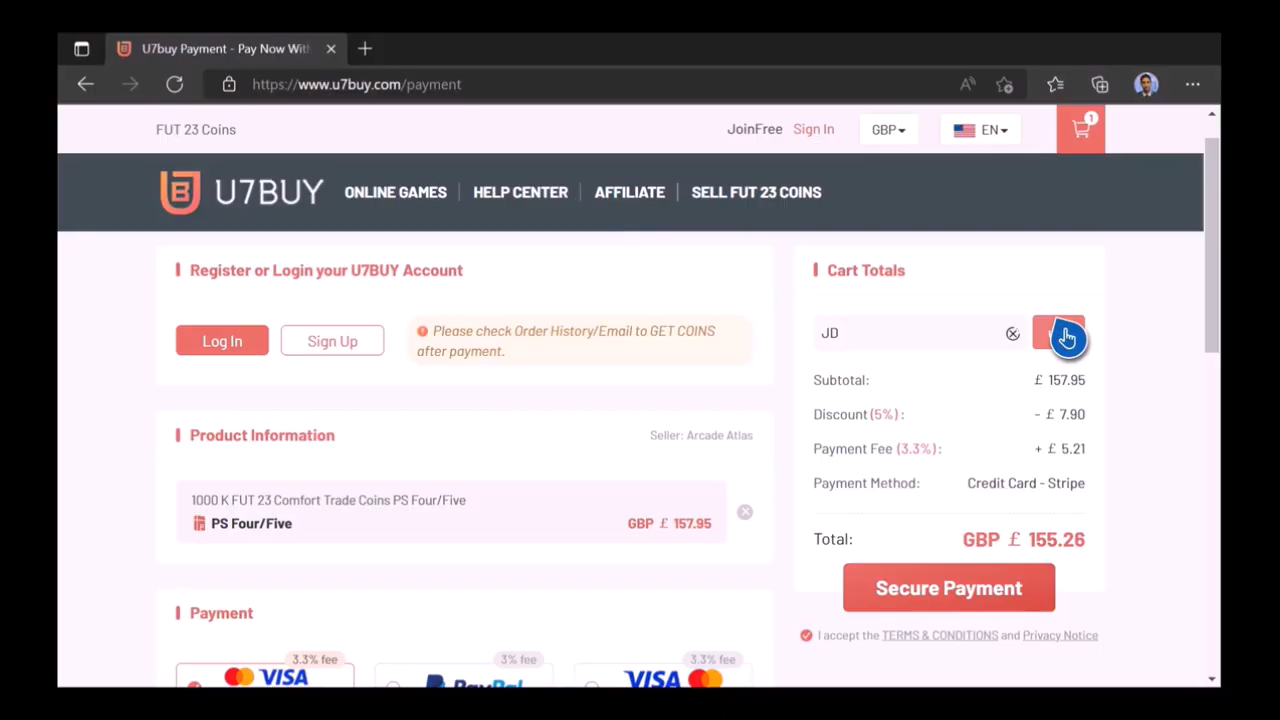 U7buy Payment - Pay Now With
https://www.u7buy.com/payment
FUT 23 Coins
JoinFree Sign In
GBP
EN
1
U7BUY
ONLINE GAMES
HELP CENTER
AFFILIATE
SELL FUT 23 COINS
Register or Login your U7BUY Account
Log In
Sign Up
Please check Order History/Email to GET COINS
after payment.
Product Information
Seller: Arcade Atlas
1000 K FUT 23 Comfort Trade Coins PS Four/Five
PS Four/Five
GBP £ 157.95
Payment
3.3% fee
VISA
3% fee
PayPal
3.3% fee
VISA
Cart Totals
JD
Subtotal: £ 157.95
Discount (5%) : - £ 7.90
Payment Fee (3.3%) : + £ 5.21
Payment Method: Credit Card - Stripe
Total: GBP £ 155.26
Secure Payment
I accept the TERMS & CONDITIONS and Privacy Notice